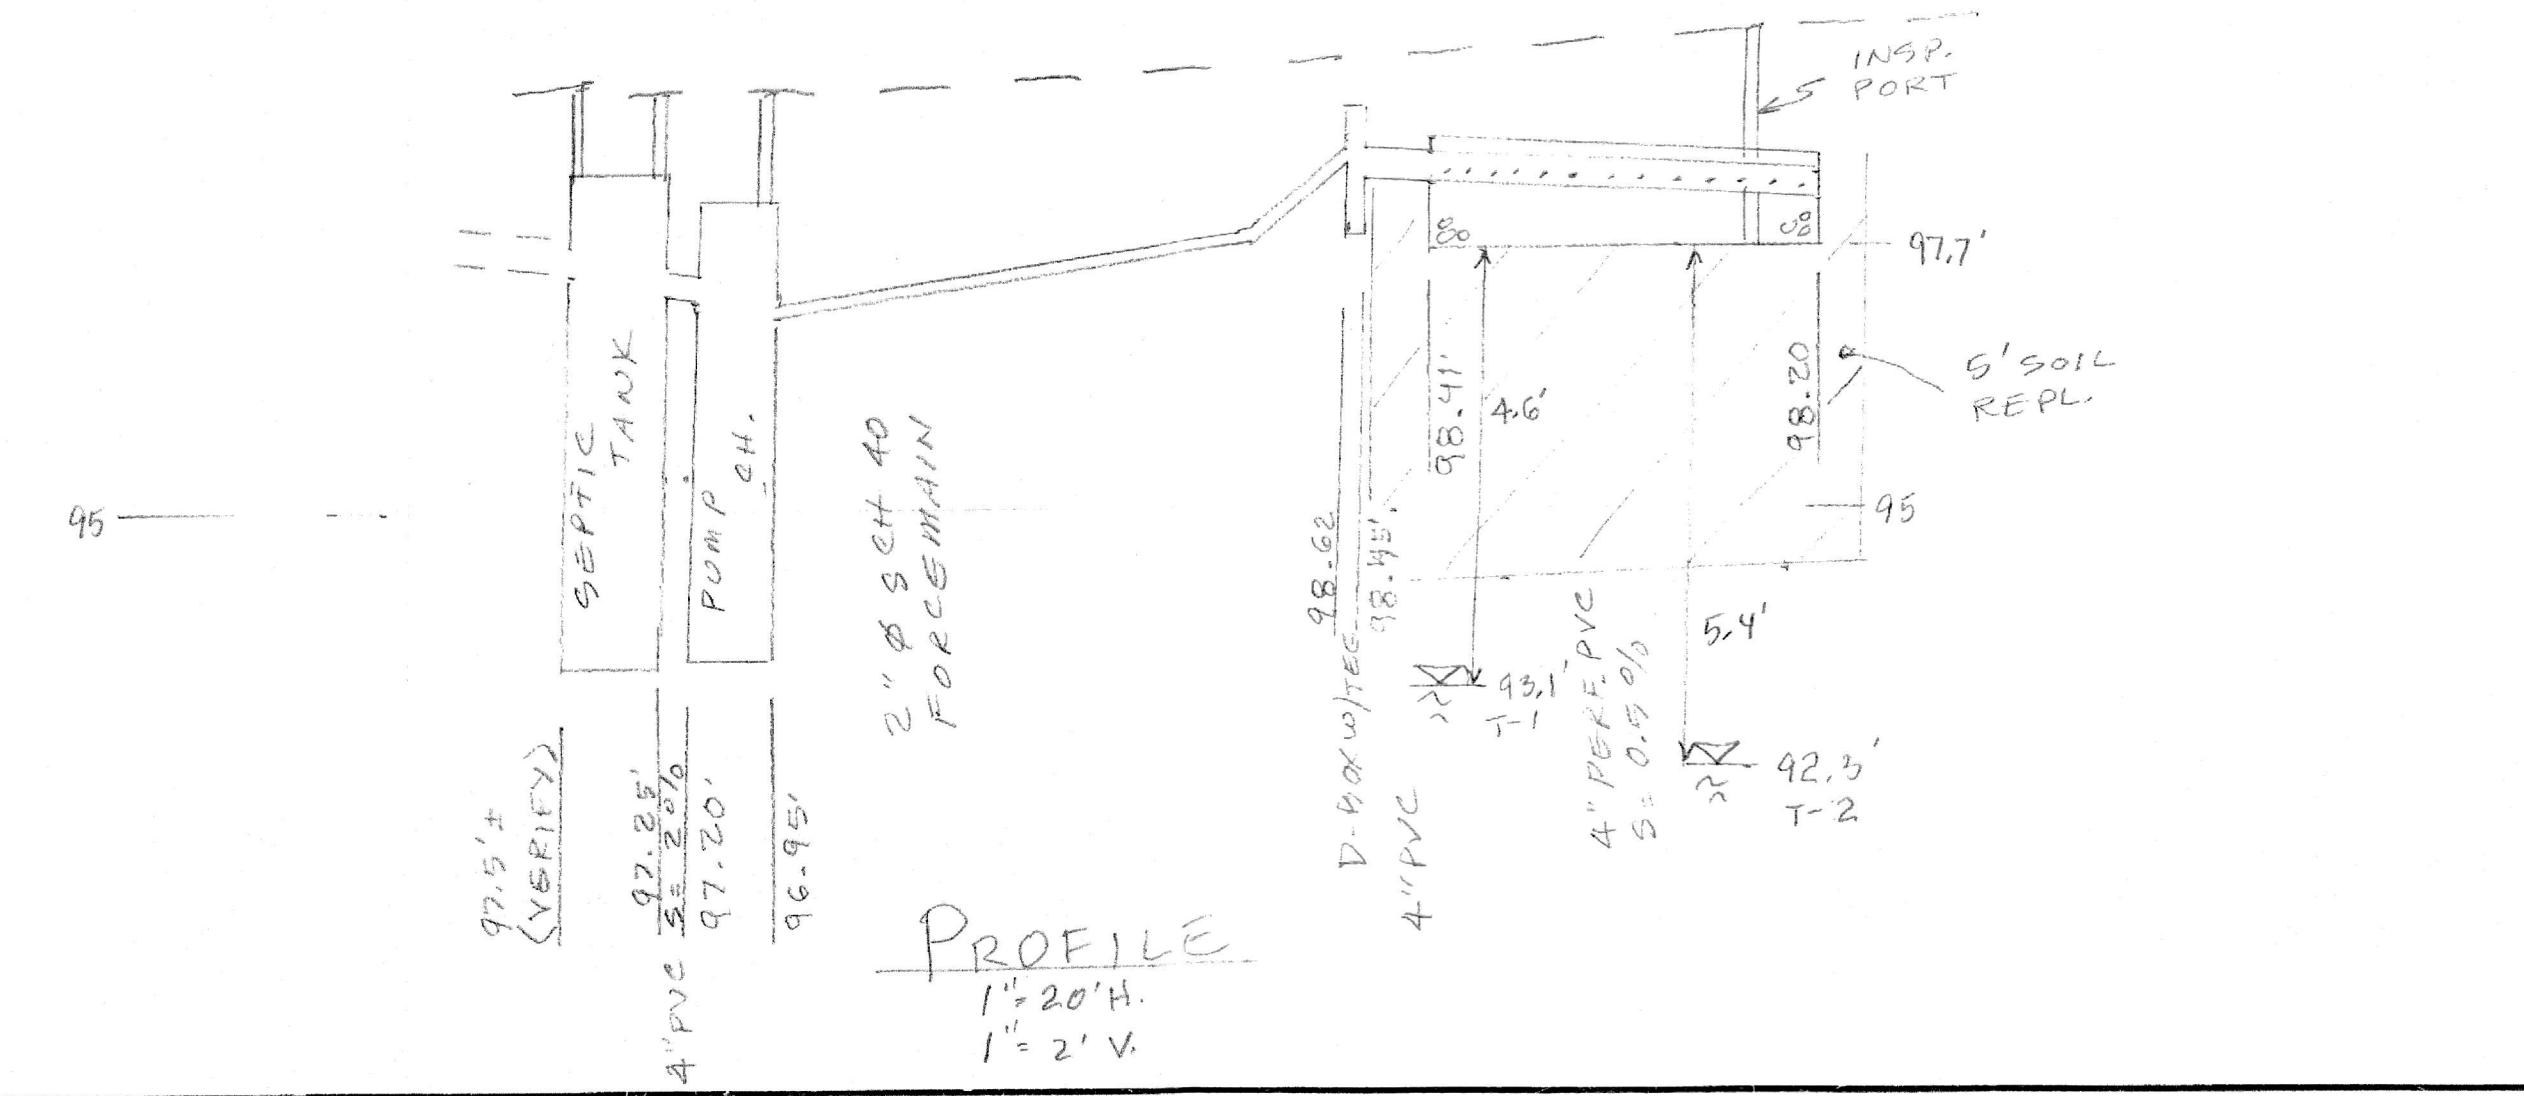 INSP.
PORT
97.7'
5' SOIL
REPL.
95
95
SEPTIC
TANK
PUMP
CH.
2" Ø SCH 40
FORCEMAIN
98.62
D-BOX W/TEE
98.45'
98.41'
4.6'
98.20
5.4'
93.1'
T-1
92.3'
T-2
4" PVC
4" PERF. PVC
S= 0.5%
97.5'±
(VERIFY)
97.25'
4" PVC S= 2.0%
97.20'
96.95'
PROFILE
1"= 20' H.
1"= 2' V.